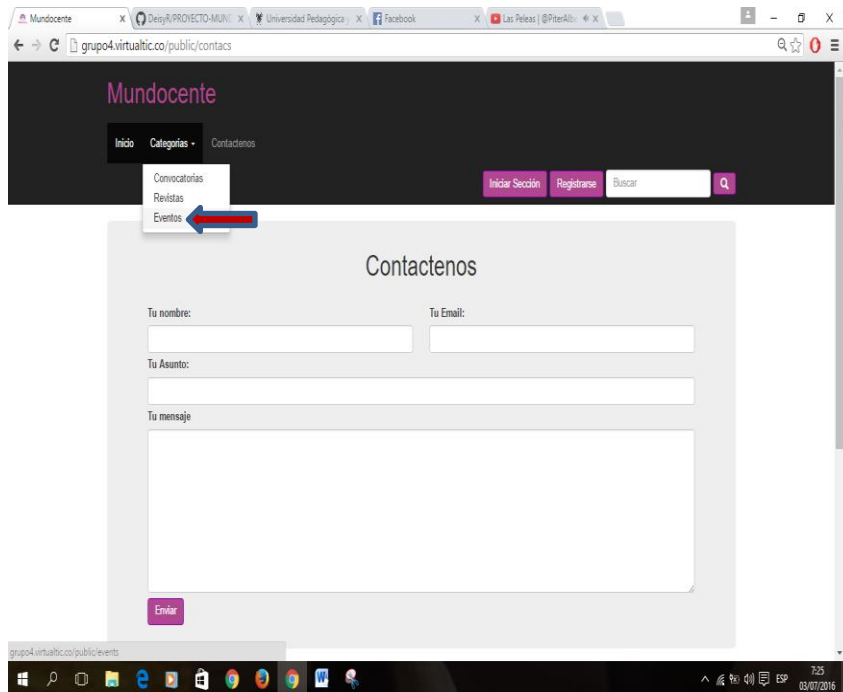 Mundocente
DeisyR/PROYECTO-MUN
Universidad Pedagógica
Facebook
Las Peleas | @PiterAlb
grupo4.virtualtic.co/public/contacs
Mundocente
Inicio Categorias Contactenos
Convocatorias
Revistas
Eventos
Iniciar Sección Registrarse Buscar
Contactenos
Tu nombre: Tu Email:
Tu Asunto:
Tu mensaje
Enviar
grupo4.virtualtic.co/public/events
ESP
7:25
03/07/2016